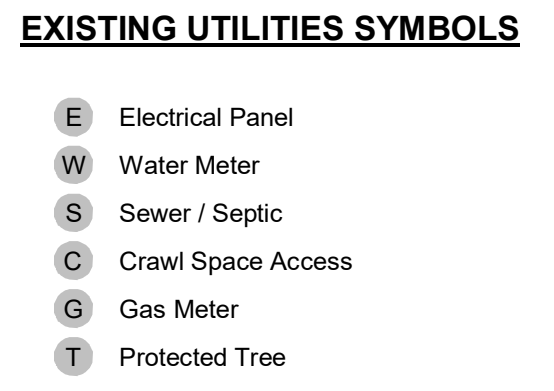 EXISTING UTILITIES SYMBOLS
E Electrical Panel
W Water Meter
S Sewer / Septic
C Crawl Space Access
G Gas Meter
T Protected Tree